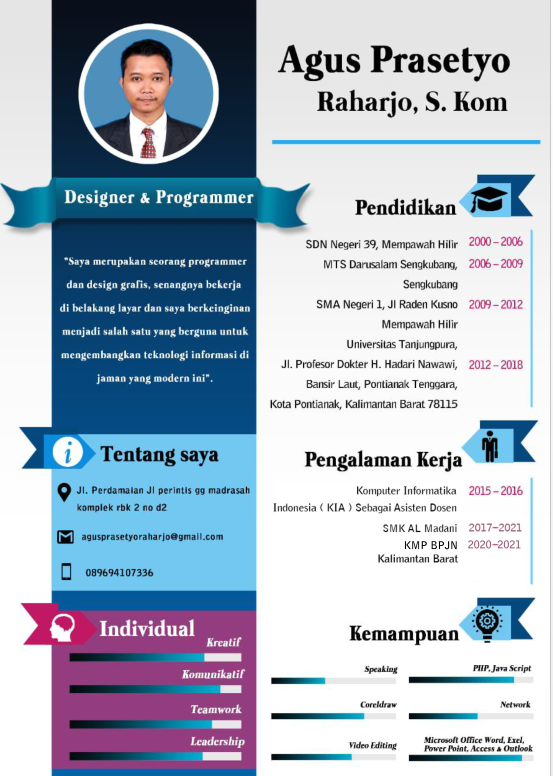 Agus Prasetyo
Raharjo, S. Kom
Designer & Programmer
"Saya merupakan seorang programmer
dan design grafis, senangnya bekerja
di belakang layar dan saya berkeinginan
menjadi salah satu yang berguna untuk
mengembangkan teknologi informasi di
jaman yang modern ini".
Tentang saya
Jl. Perdamaian Jl perintis gg madrasah
komplek rbk 2 no d2
agusprasetyoraharjo@gmail.com
089694107336
Individual
Kreatif
Komunikatif
Teamwork
Leadership
Pendidikan
SDN Negeri 39, Mempawah Hilir 2000 – 2006
MTS Darusalam Sengkubang, 2006 – 2009
Sengkubang
SMA Negeri 1, Jl Raden Kusno 2009 – 2012
Mempawah Hilir
Universitas Tanjungpura,
Jl. Profesor Dokter H. Hadari Nawawi, 2012 – 2018
Bansir Laut, Pontianak Tenggara,
Kota Pontianak, Kalimantan Barat 78115
Pengalaman Kerja
Komputer Informatika 2015 – 2016
Indonesia ( KIA ) Sebagai Asisten Dosen
SMK AL Madani 2017–2021
KMP BPJN 2020–2021
Kalimantan Barat
Kemampuan
Speaking
PHP, Java Script
Coreldraw
Network
Video Editing
Microsoft Office Word, Exel,
Power Point, Access & Outlook